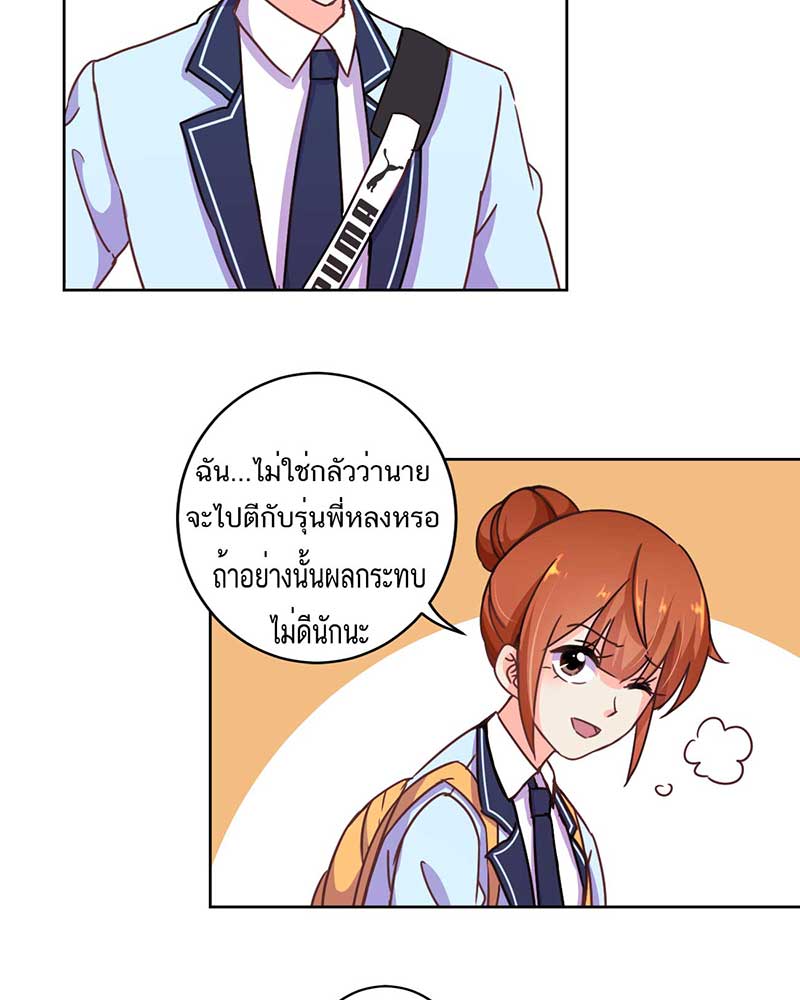 PUMA
ฉัน...ไม่ใช่กลัวว่านาย
จะไปตีกับรุ่นพี่หลงหรอ
ถ้าอย่างนั้นผลกระทบ
ไม่ดีนักนะ